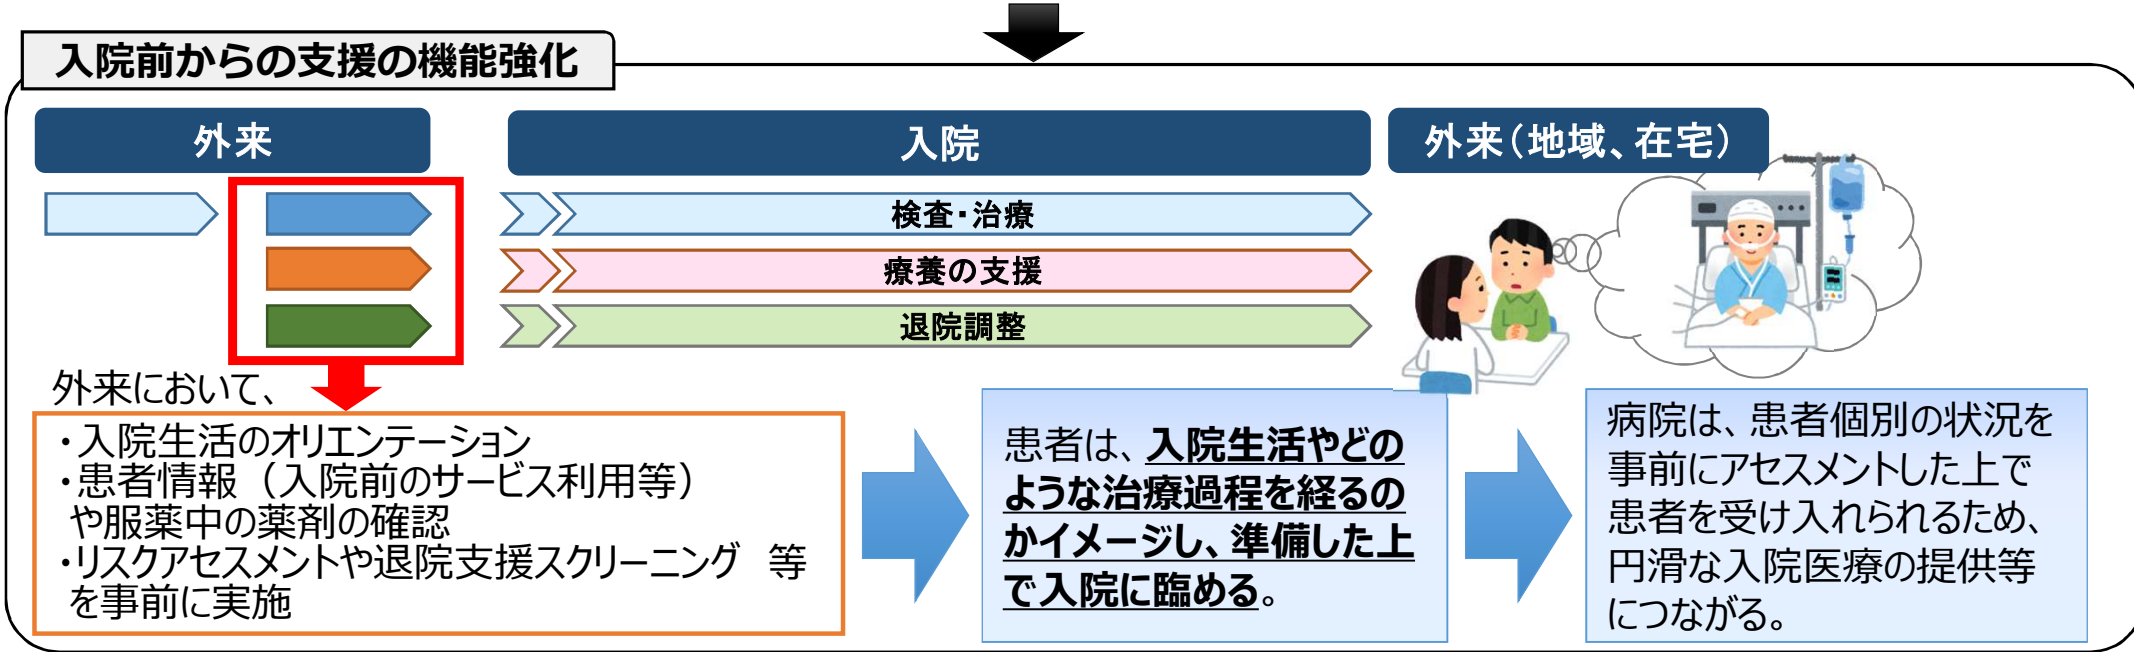 入院前からの支援の機能強化
外来
入院
外来(地域、在宅)
検査・治療
療養の支援
退院調整
外来において、
・入院生活のオリエンテーション
・患者情報（入院前のサービス利用等）
や服薬中の薬剤の確認
・リスクアセスメントや退院支援スクリーニング　等
を事前に実施
患者は、入院生活やどの
ような治療過程を経るの
かイメージし、準備した上
で入院に臨める。
病院は、患者個別の状況を
事前にアセスメントした上で
患者を受け入れられるため、
円滑な入院医療の提供等
につながる。